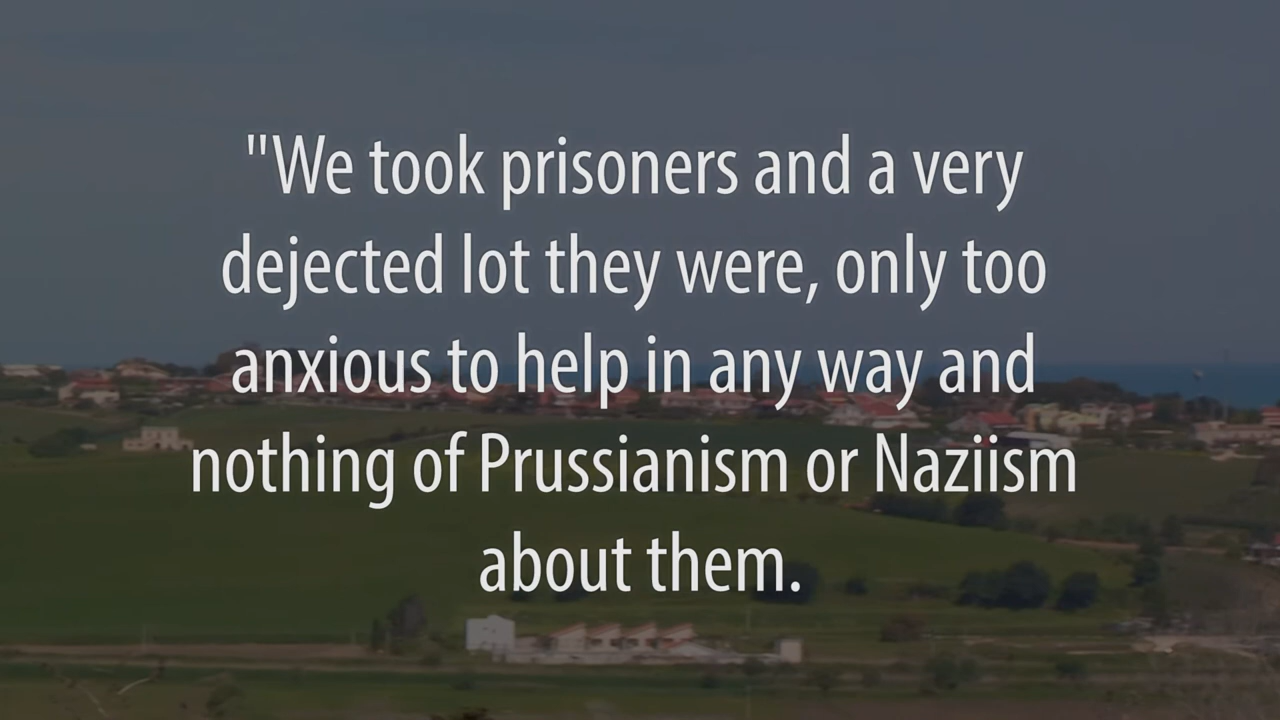 "We took prisoners and a very
dejected lot they were, only too
anxious to help in any way and
nothing of Prussianism or Naziism
about them.